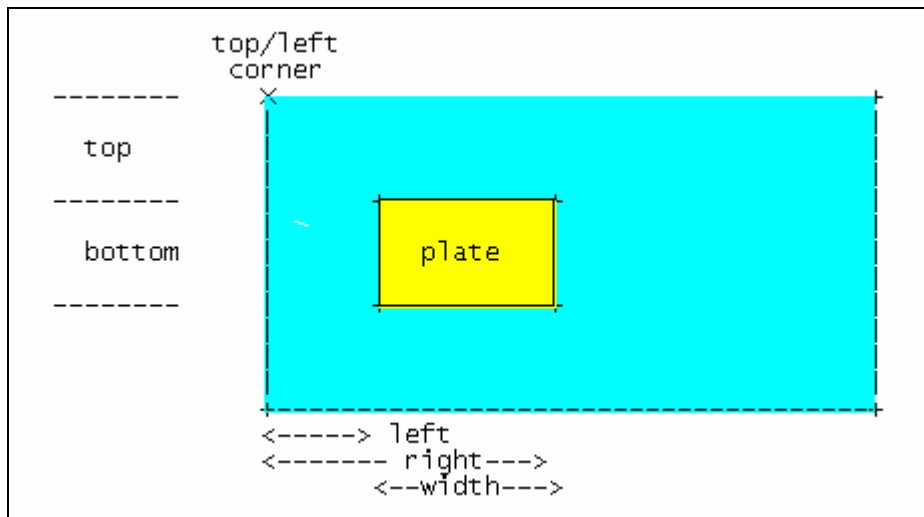 top/left
corner
top
bottom
plate
<-----> left
<------- right--->
<--width--->